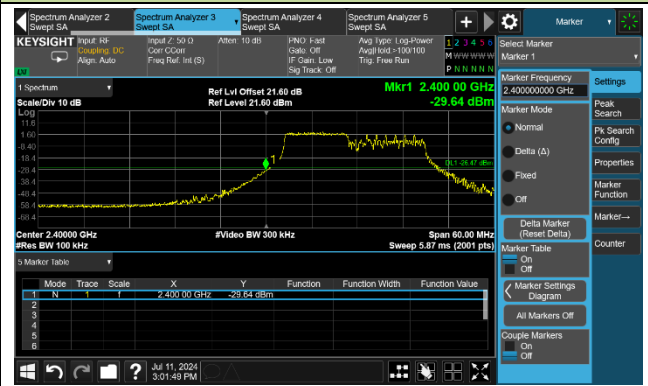 Spectrum Analyzer 2
Swept SA
Spectrum Analyzer 3
Swept SA
Spectrum Analyzer 4
Swept SA
Spectrum Analyzer 5
Swept SA
+
Marker
KEYSIGHT
Input: RF
Coupling: DC
Align: Auto
Input Z: 50 Ω
Corr CCorr
Freq Ref: Int (S)
Atten: 10 dB
PNO: Fast
Gate: Off
IF Gain: Low
Sig Track: Off
Avg Type: Log-Power
Avg|Hold:>100/100
Trig: Free Run
1 2 3 4 5 6
M W W W W W
P N N N N N
Select Marker
Marker 1
LXI
1 Spectrum
Scale/Div 10 dB
Ref Lvl Offset 21.60 dB
Ref Level 21.60 dBm
Mkr1 2.400 00 GHz
-29.64 dBm
Log
11.6
1.60
-8.40
-18.4
-28.4
-38.4
-48.4
-58.4
-68.4
1
DL1 -26.47 dBm
Center 2.40000 GHz
#Res BW 100 kHz
#Video BW 300 kHz
Span 60.00 MHz
Sweep 5.87 ms (2001 pts)
5 Marker Table
Mode Trace Scale X Y Function Function Width Function Value
1 N 1 f 2.400 00 GHz -29.64 dBm
2
3
4
5
6
Marker Frequency
2.400000000 GHz
Marker Mode
Normal
Delta (Δ)
Fixed
Off
Delta Marker
(Reset Delta)
Marker Table
On
Off
Marker Settings
Diagram
All Markers Off
Couple Markers
On
Off
Settings
Peak
Search
Pk Search
Config
Properties
Marker
Function
Marker→
Counter
?
Jul 11, 2024
3:01:49 PM